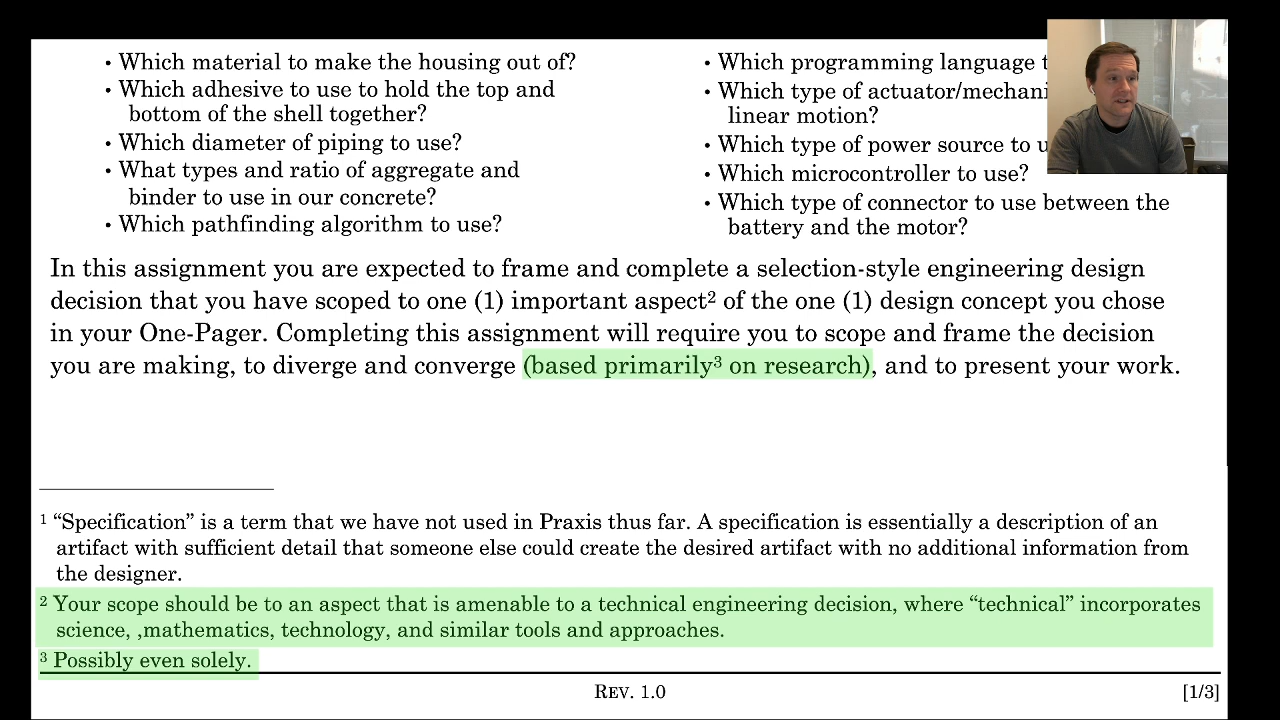 • Which material to make the housing out of?
• Which adhesive to use to hold the top and
bottom of the shell together?
• Which diameter of piping to use?
• What types and ratio of aggregate and
binder to use in our concrete?
• Which pathfinding algorithm to use?
• Which programming language
• Which type of actuator/mechani
linear motion?
• Which type of power source to
• Which microcontroller to use?
• Which type of connector to use between the
battery and the motor?
In this assignment you are expected to frame and complete a selection-style engineering design
decision that you have scoped to one (1) important aspect² of the one (1) design concept you chose
in your One-Pager. Completing this assignment will require you to scope and frame the decision
you are making, to diverge and converge (based primarily³ on research), and to present your work.
¹ “Specification” is a term that we have not used in Praxis thus far. A specification is essentially a description of an
artifact with sufficient detail that someone else could create the desired artifact with no additional information from
the designer.
² Your scope should be to an aspect that is amenable to a technical engineering decision, where “technical” incorporates
science, ,mathematics, technology, and similar tools and approaches.
³ Possibly even solely.
REV. 1.0
[1/3]